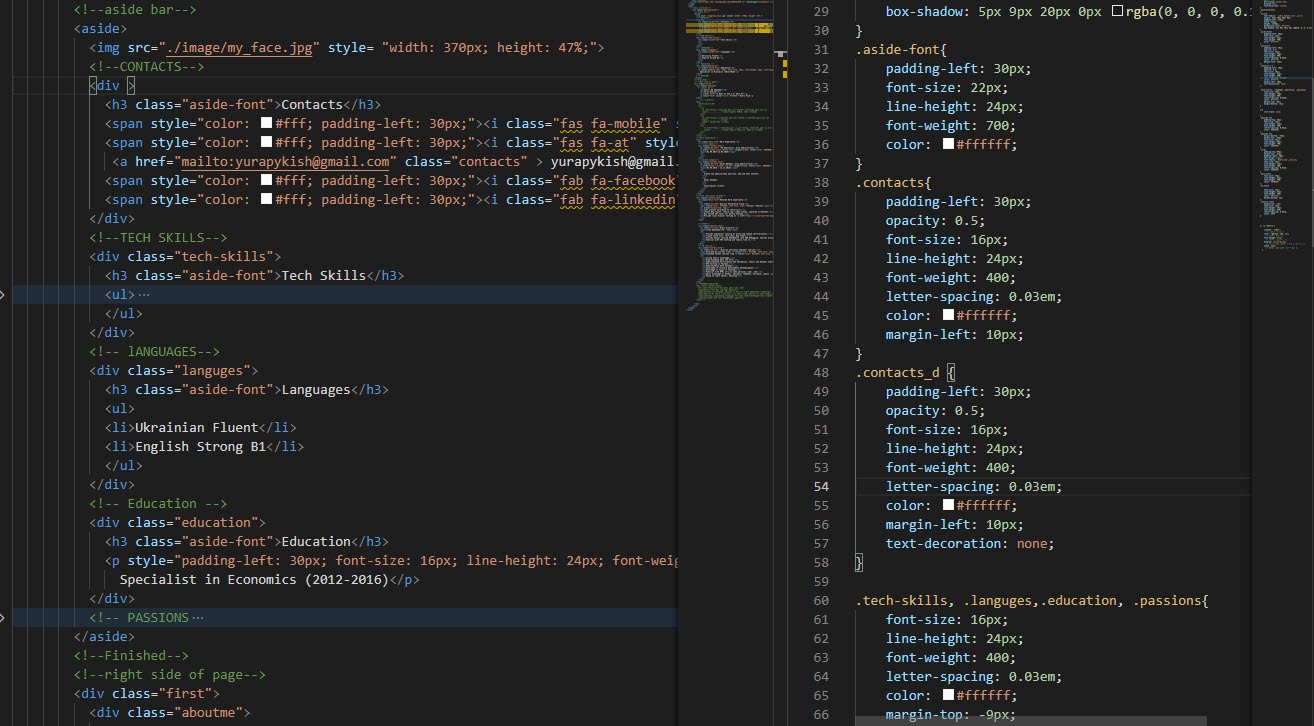 <!--aside bar-->
<aside>
<img src="./image/my_face.jpg" style= "width: 370px; height: 47%;">
<!--CONTACTS-->
<div >
<h3 class="aside-font">Contacts</h3>
<span style="color: #fff; padding-left: 30px;"><i class="fas fa-mobile" s
<span style="color: #fff; padding-left: 30px;"><i class="fas fa-at" styl
<a href="mailto:yurapykish@gmail.com" class="contacts" > yurapykish@gmail.
<span style="color: #fff; padding-left: 30px;"><i class="fab fa-facebook"
<span style="color: #fff; padding-left: 30px;"><i class="fab fa-linkedin"
</div>
<!--TECH SKILLS-->
<div class="tech-skills">
<h3 class="aside-font">Tech Skills</h3>
<ul>…
</ul>
</div>
<!-- lANGUAGES-->
<div class="languges">
<h3 class="aside-font">Languages</h3>
<ul>
<li>Ukrainian Fluent</li>
<li>English Strong B1</li>
</ul>
</div>
<!-- Education -->
<div class="education">
<h3 class="aside-font">Education</h3>
<p style="padding-left: 30px; font-size: 16px; line-height: 24px; font-weig
Specialist in Economics (2012-2016)</p>
</div>
<!-- PASSIONS…
</aside>
<!--Finished-->
<!--right side of page-->
<div class="first">
<div class="aboutme">
29 box-shadow: 5px 9px 20px 0px rgba(0, 0, 0, 0.1
30 }
31 .aside-font{
32 padding-left: 30px;
33 font-size: 22px;
34 line-height: 24px;
35 font-weight: 700;
36 color: #ffffff;
37 }
38 .contacts{
39 padding-left: 30px;
40 opacity: 0.5;
41 font-size: 16px;
42 line-height: 24px;
43 font-weight: 400;
44 letter-spacing: 0.03em;
45 color: #ffffff;
46 margin-left: 10px;
47 }
48 .contacts_d {
49 padding-left: 30px;
50 opacity: 0.5;
51 font-size: 16px;
52 line-height: 24px;
53 font-weight: 400;
54 letter-spacing: 0.03em;
55 color: #ffffff;
56 margin-left: 10px;
57 text-decoration: none;
58 }
59
60 .tech-skills, .languges,.education, .passions{
61 font-size: 16px;
62 line-height: 24px;
63 font-weight: 400;
64 letter-spacing: 0.03em;
65 color: #ffffff;
66 margin-top: -9px;